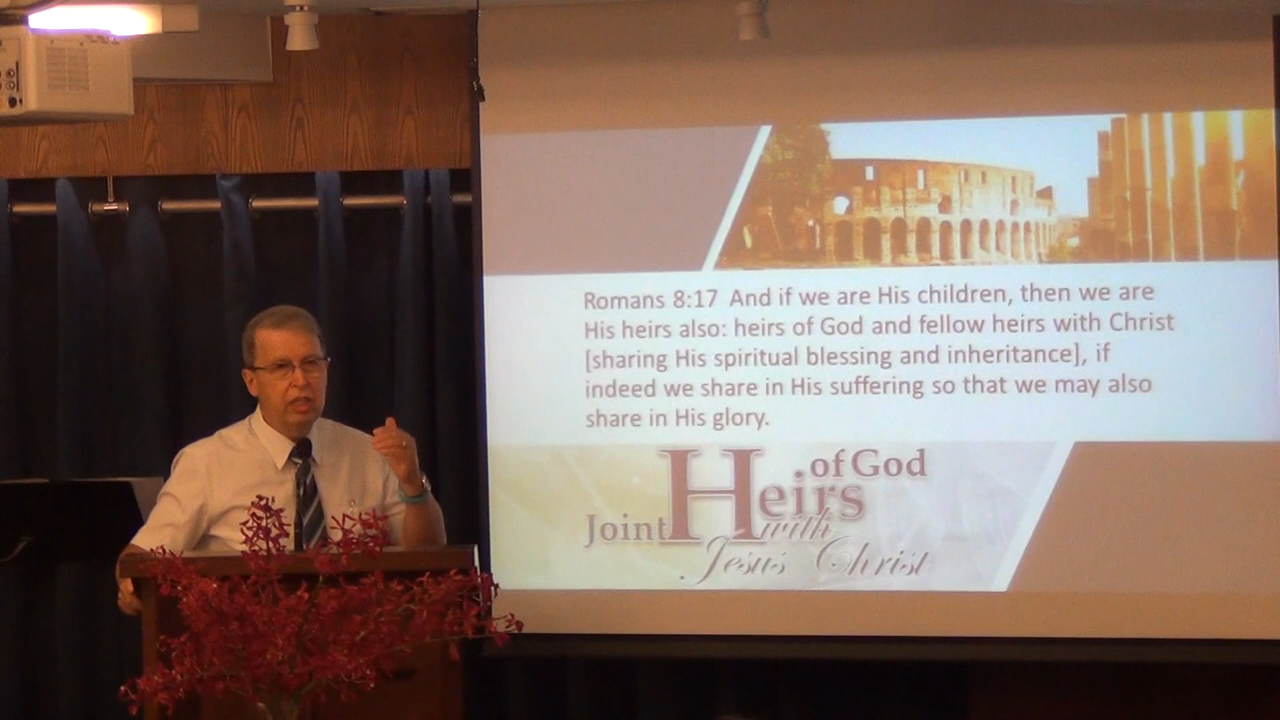 Romans 8:17 And if we are His children, then we are
His heirs also: heirs of God and fellow heirs with Christ
[sharing His spiritual blessing and inheritance], if
indeed we share in His suffering so that we may also
share in His glory.
of God
Joint Heirs
with
Jesus Christ